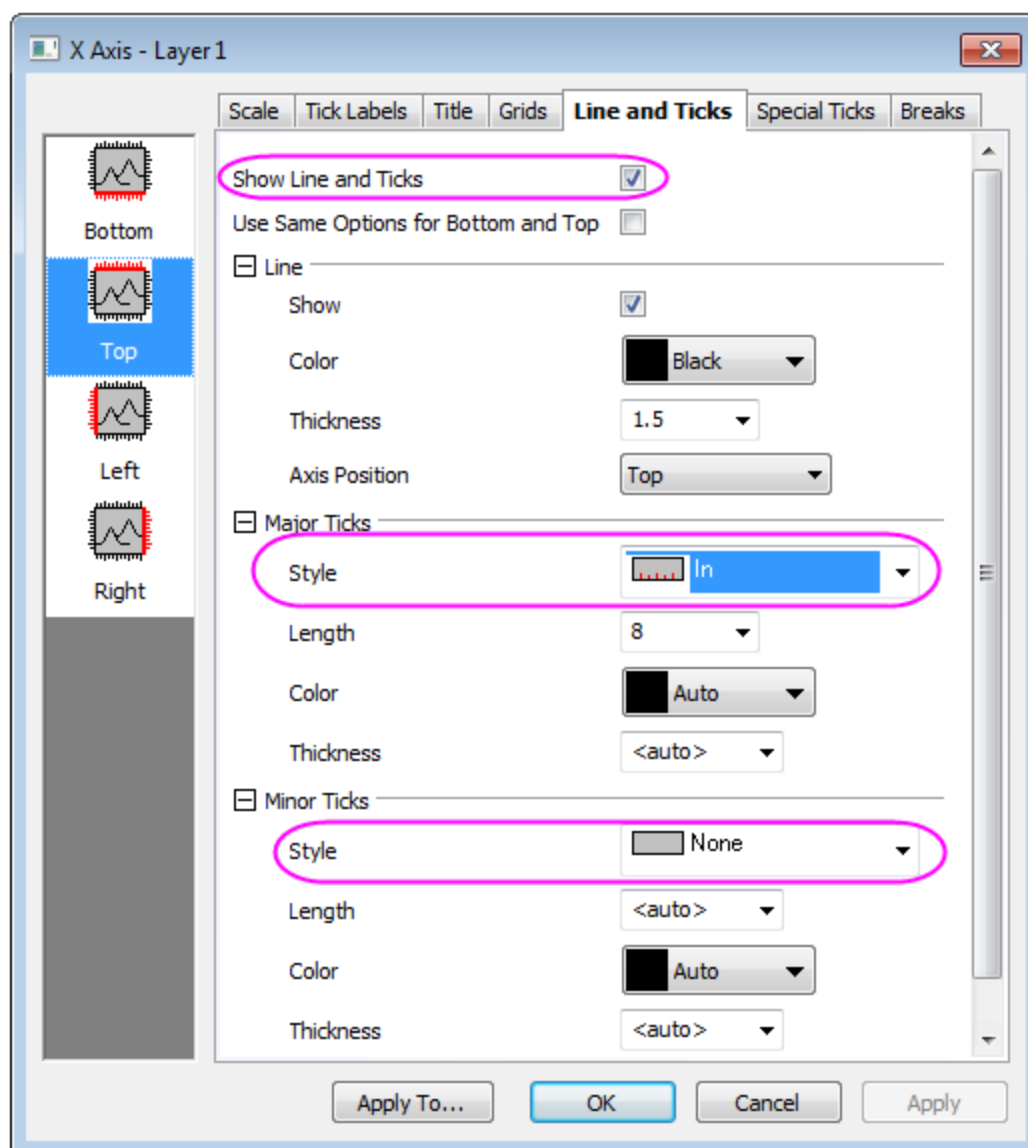 X Axis - Layer 1
Scale Tick Labels Title Grids Line and Ticks Special Ticks Breaks
Bottom
Top
Left
Right
Show Line and Ticks
Use Same Options for Bottom and Top
Line
Show
Color Black
Thickness 1.5
Axis Position Top
Major Ticks
Style In
Length 8
Color Auto
Thickness <auto>
Minor Ticks
Style None
Length <auto>
Color Auto
Thickness <auto>
Apply To... OK Cancel Apply